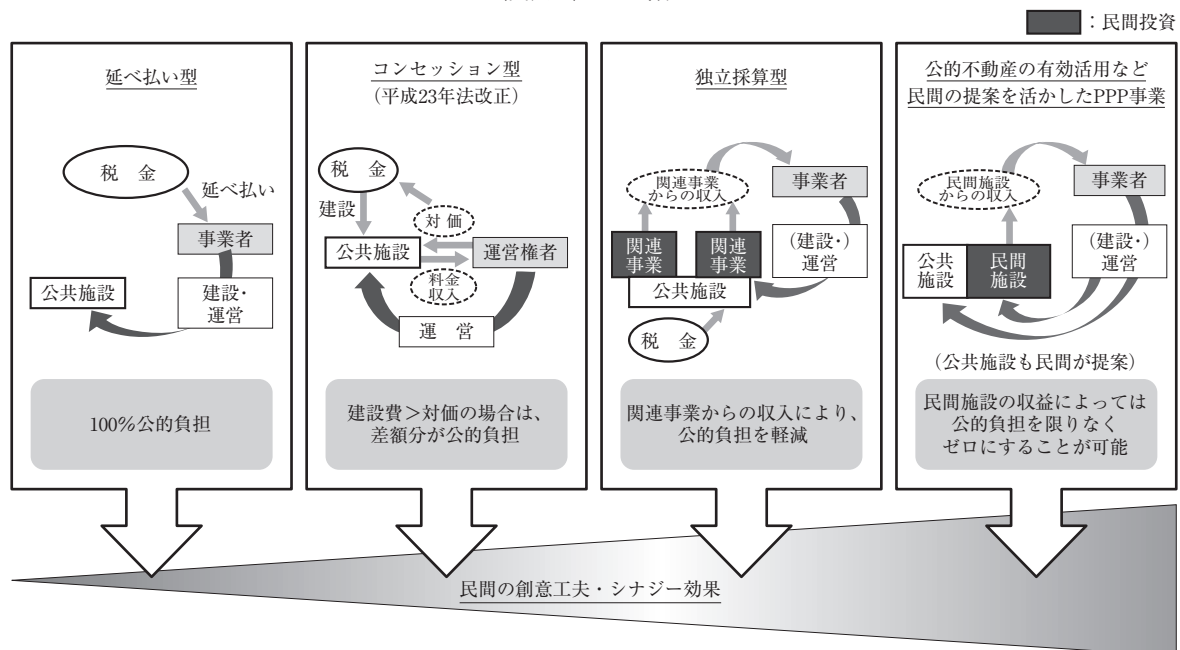 ：民間投資
延べ払い型
税　金
延べ払い
事業者
公共施設
建設・
運営
100％公的負担
コンセッション型
（平成23年法改正）
税　金
建設
対 価
公共施設
運営権者
料金
収入
運　営
建設費＞対価の場合は、
差額分が公的負担
独立採算型
関連事業
からの収入
事業者
関連
事業
関連
事業
（建設・）
運営
公共施設
税　金
関連事業からの収入により、
公的負担を軽減
公的不動産の有効活用など
民間の提案を活かしたPPP事業
民間施設
からの収入
事業者
公共
施設
民間
施設
（建設・）
運営
（公共施設も民間が提案）
民間施設の収益によっては
公的負担を限りなく
ゼロにすることが可能
民間の創意工夫・シナジー効果